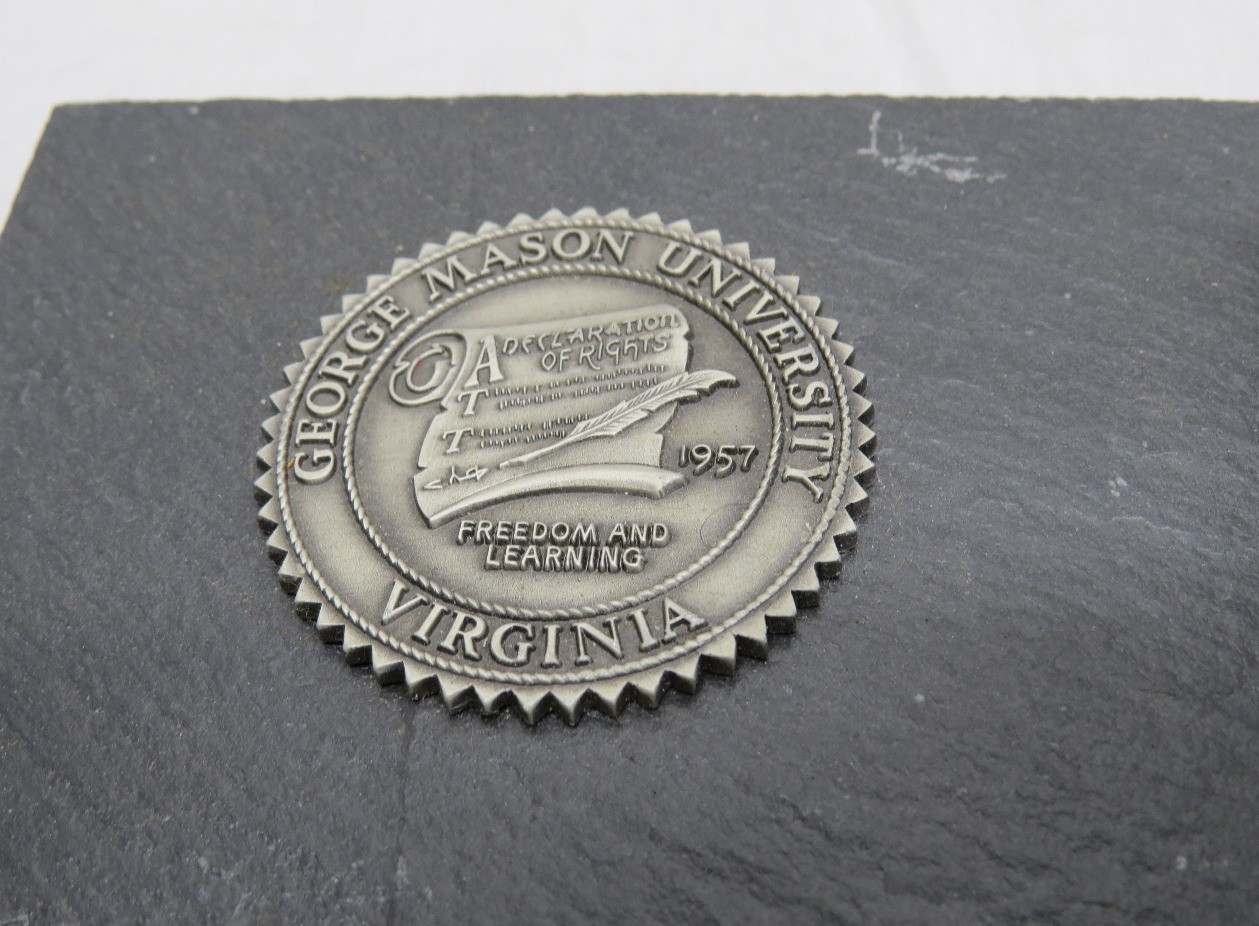 GEORGE MASON UNIVERSITY
A DECLARATION
OF RIGHTS
T
T
1957
FREEDOM AND
LEARNING
VIRGINIA